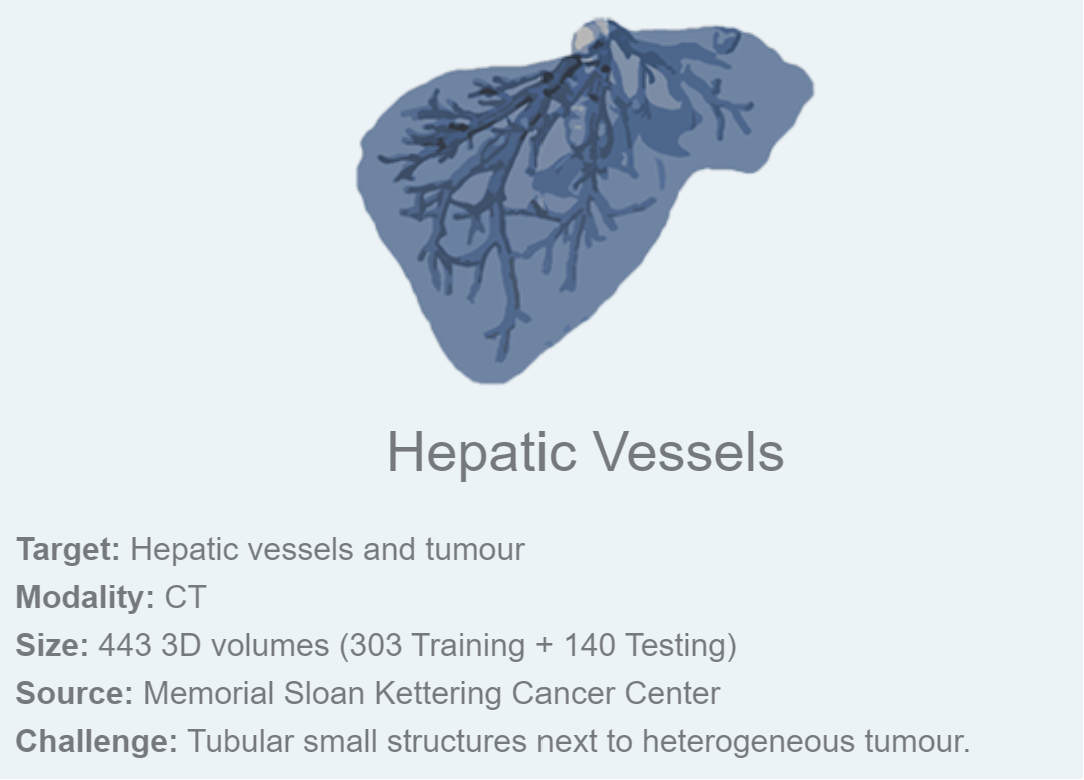 Hepatic Vessels
Target: Hepatic vessels and tumour
Modality: CT
Size: 443 3D volumes (303 Training + 140 Testing)
Source: Memorial Sloan Kettering Cancer Center
Challenge: Tubular small structures next to heterogeneous tumour.